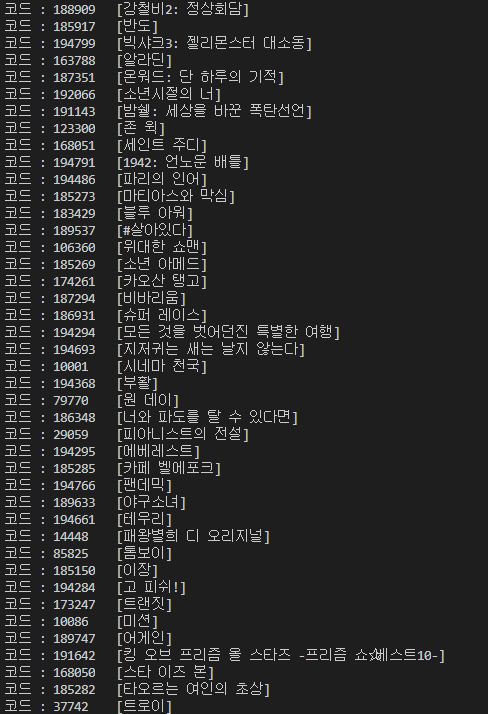 코드 : 188909 [강철비2: 정상회담]
코드 : 185917 [반도]
코드 : 194799 [빅샤크3: 젤리몬스터 대소동]
코드 : 163788 [알라딘]
코드 : 187351 [몬워드: 단 하루의 기적]
코드 : 192066 [소년시절의 너]
코드 : 191143 [밤쉘: 세상을 바꾼 폭탄선언]
코드 : 123300 [존 윅]
코드 : 168051 [세인트 주디]
코드 : 194791 [1942: 언노운 배틀]
코드 : 194486 [파리의 인어]
코드 : 185273 [마티아스와 막심]
코드 : 183429 [블루 아워]
코드 : 189537 [#살아있다]
코드 : 106360 [위대한 쇼맨]
코드 : 185269 [소년 아메드]
코드 : 174261 [카오산 탱고]
코드 : 187294 [비바리움]
코드 : 186931 [슈퍼 레이스]
코드 : 194294 [모든 것을 벗어던진 특별한 여행]
코드 : 194693 [지저귀는 새는 날지 않는다]
코드 : 10001 [시네마 천국]
코드 : 194368 [부활]
코드 : 79770 [원 데이]
코드 : 186348 [너와 파도를 탈 수 있다면]
코드 : 29059 [피아니스트의 전설]
코드 : 194295 [에베레스트]
코드 : 185285 [카페 벨에포크]
코드 : 194766 [팬데믹]
코드 : 189633 [야구소녀]
코드 : 194661 [테우리]
코드 : 14448 [패왕별희 디 오리지널]
코드 : 85825 [톰보이]
코드 : 185150 [이장]
코드 : 194284 [고 피쉬!]
코드 : 173247 [트랜짓]
코드 : 10086 [미션]
코드 : 189747 [어게인]
코드 : 191642 [킹 오브 프리즘 올 스타즈 -프리즘 쇼☆베스트10-]
코드 : 168050 [스타 이즈 본]
코드 : 185282 [타오르는 여인의 초상]
코드 : 37742 [트로이]